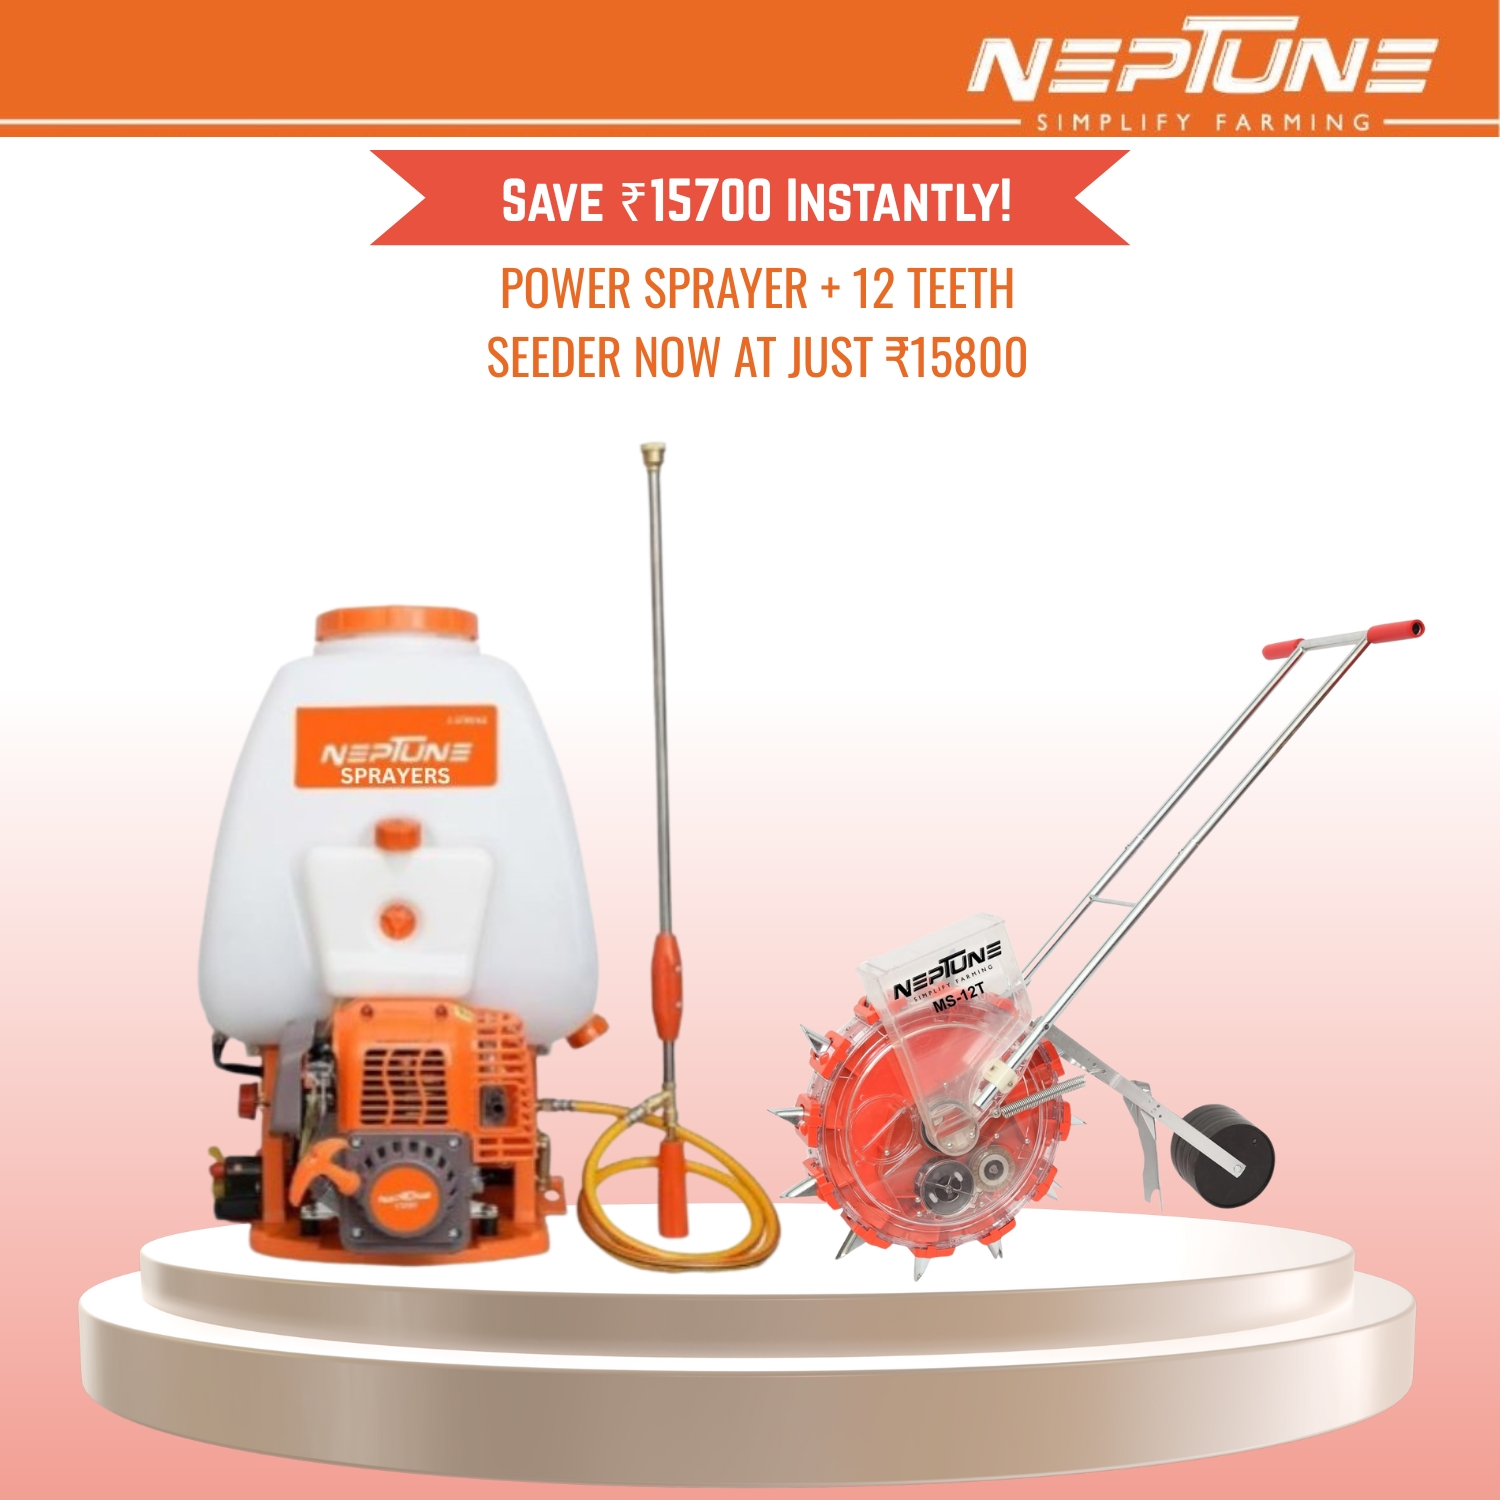 NEPTUNE
SIMPLIFY FARMING
SAVE ₹15700 INSTANTLY!
POWER SPRAYER + 12 TEETH
SEEDER NOW AT JUST ₹15800
NEPTUNE
SPRAYERS
NEPTUNE
SIMPLIFY FARMING
MS-12T